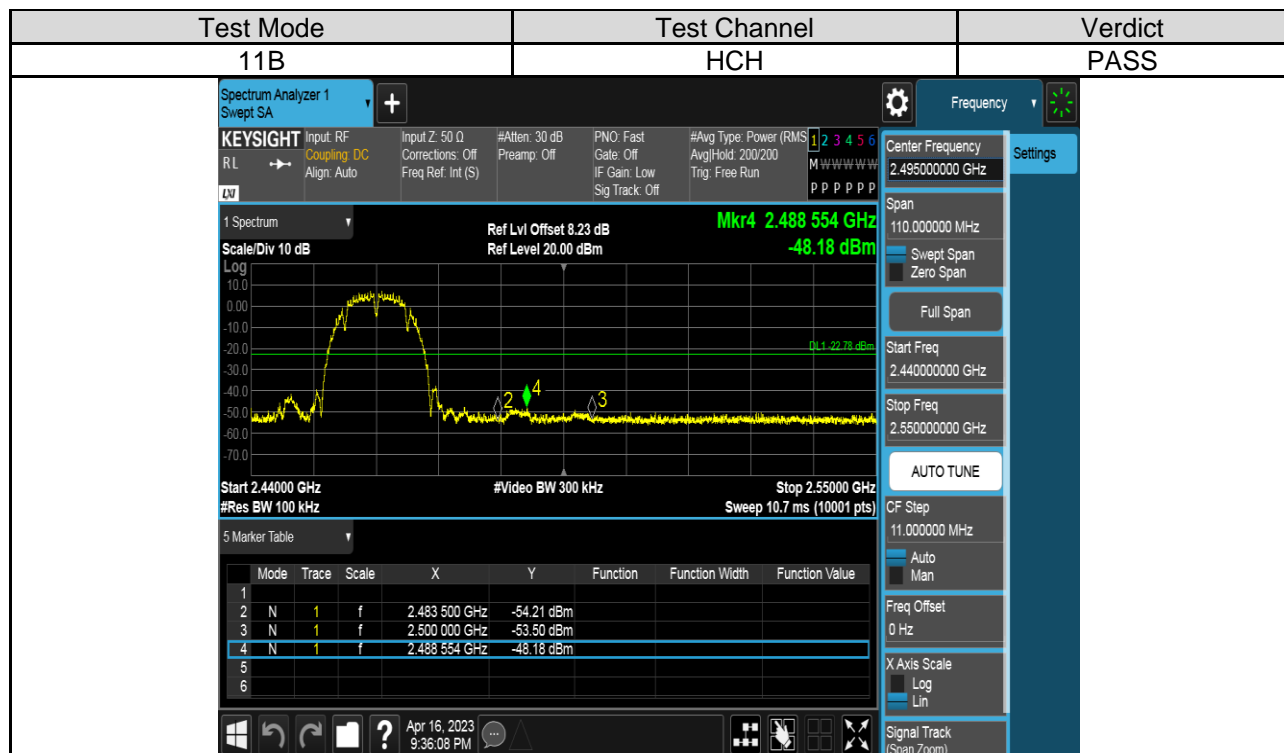 Test Mode Test Channel Verdict
11B HCH PASS
Spectrum Analyzer 1
Swept SA
+
Frequency
KEYSIGHT Input: RF Input Z: 50 Ω #Atten: 30 dB PNO: Fast #Avg Type: Power (RMS 1 2 3 4 5 6
RL Coupling: DC Corrections: Off Preamp: Off Gate: Off Avg|Hold: 200/200 M W W W W W
Align: Auto Freq Ref: Int (S) IF Gain: Low Trig: Free Run
LXI Sig Track: Off P P P P P P
1 Spectrum
Ref Lvl Offset 8.23 dB Mkr4 2.488 554 GHz
Scale/Div 10 dB Ref Level 20.00 dBm -48.18 dBm
Log
10.0
0.00
-10.0
-20.0
DL1 -22.78 dBm
-30.0
-40.0
2 4 3
-50.0
-60.0
-70.0
Start 2.44000 GHz #Video BW 300 kHz Stop 2.55000 GHz
#Res BW 100 kHz Sweep 10.7 ms (10001 pts)
5 Marker Table
Mode Trace Scale X Y Function Function Width Function Value
1
2 N 1 f 2.483 500 GHz -54.21 dBm
3 N 1 f 2.500 000 GHz -53.50 dBm
4 N 1 f 2.488 554 GHz -48.18 dBm
5
6
? Apr 16, 2023
9:36:08 PM
Center Frequency
2.495000000 GHz
Settings
Span
110.000000 MHz
Swept Span
Zero Span
Full Span
Start Freq
2.440000000 GHz
Stop Freq
2.550000000 GHz
AUTO TUNE
CF Step
11.000000 MHz
Auto
Man
Freq Offset
0 Hz
X Axis Scale
Log
Lin
Signal Track
(Span Zoom)